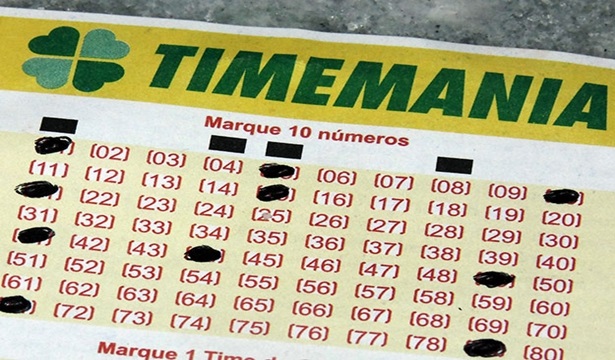 TIMEMANIA
Marque 10 números
(02) (03) (04) (06) (07) (08) (09)
(11) (12) (13) (14) (16) (17) (18) (19) (20)
(22) (23) (24) (25) (26) (27) (28) (29) (30)
(31) (32) (33) (34) (35) (36) (37) (38) (39) (40)
(42) (43) (45) (46) (47) (48) (50)
(51) (52) (53) (54) (55) (56) (57) (58) (59) (60)
(61) (62) (63) (64) (65) (66) (67) (68) (69) (70)
(72) (73) (74) (75) (76) (77) (78) (80)
Marque 1 Time do